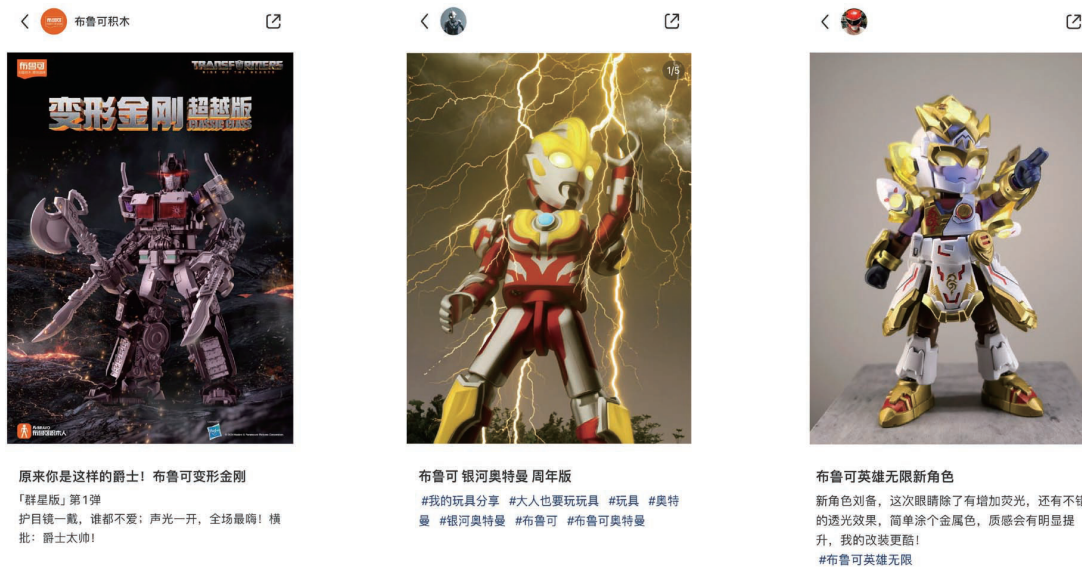 布鲁可积木
布鲁可
TRANSFORMERS
RISE OF THE BEASTS
变形金刚 超越版
CLASSIC CLASS
原来你是这样的爵士！布鲁可变形金刚
「群星版」第1弹
护目镜一戴，谁都不爱；声光一开，全场最嗨！横
批：爵士太帅！
1/5
布鲁可 银河奥特曼 周年版
#我的玩具分享 #大人也要玩玩具 #玩具 #奥特
曼 #银河奥特曼 #布鲁可 #布鲁可奥特曼
布鲁可英雄无限新角色
新角色刘备，这次眼睛除了有增加荧光，还有不错
的透光效果，简单涂个金属色，质感会有明显提
升，我的改装更酷！
#布鲁可英雄无限